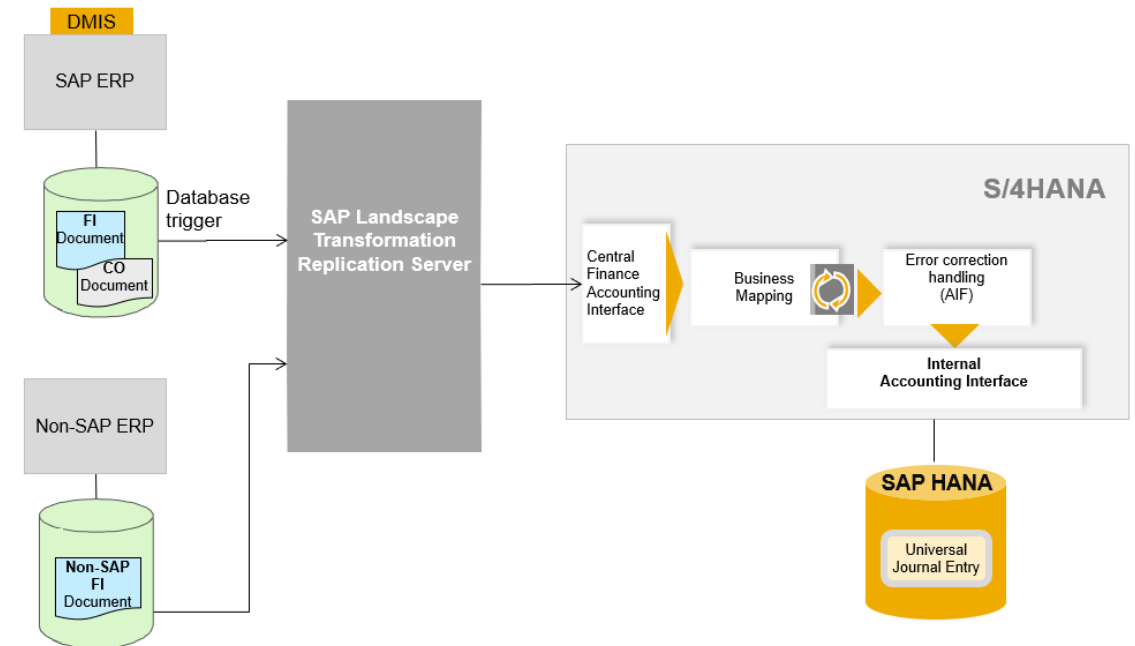 DMIS
SAP ERP
FI
Document
CO
Document
Database
trigger
SAP Landscape
Transformation
Replication Server
S/4HANA
Central
Finance
Accounting
Interface
Business
Mapping
Error correction
handling
(AIF)
Internal
Accounting Interface
Non-SAP ERP
Non-SAP
FI
Document
SAP HANA
Universal
Journal Entry